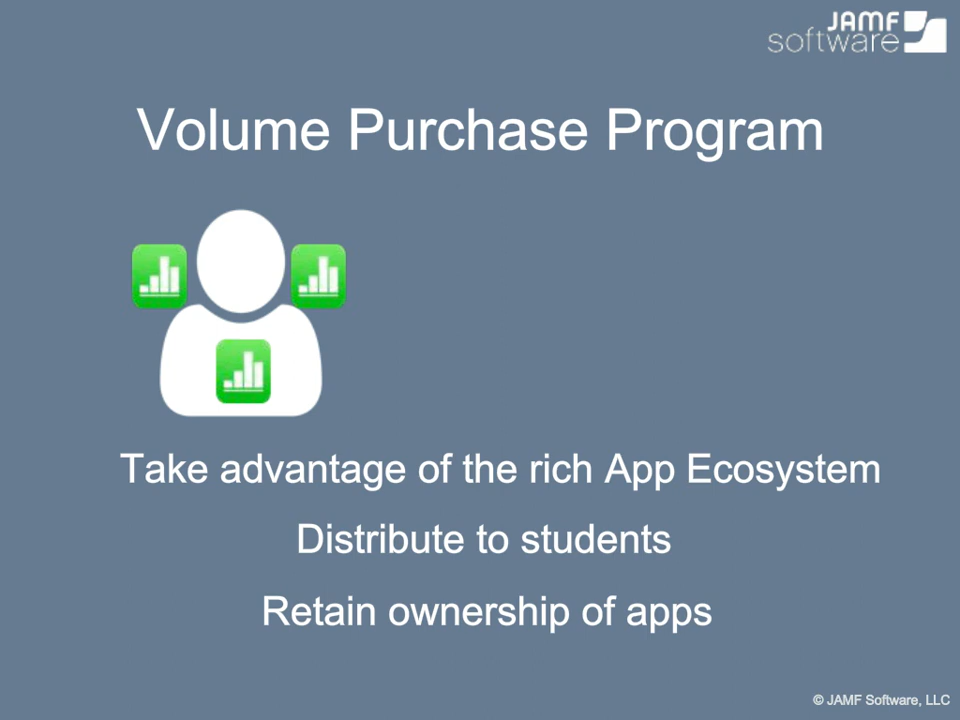 JAMF
software
Volume Purchase Program
Take advantage of the rich App Ecosystem
Distribute to students
Retain ownership of apps
© JAMF Software, LLC